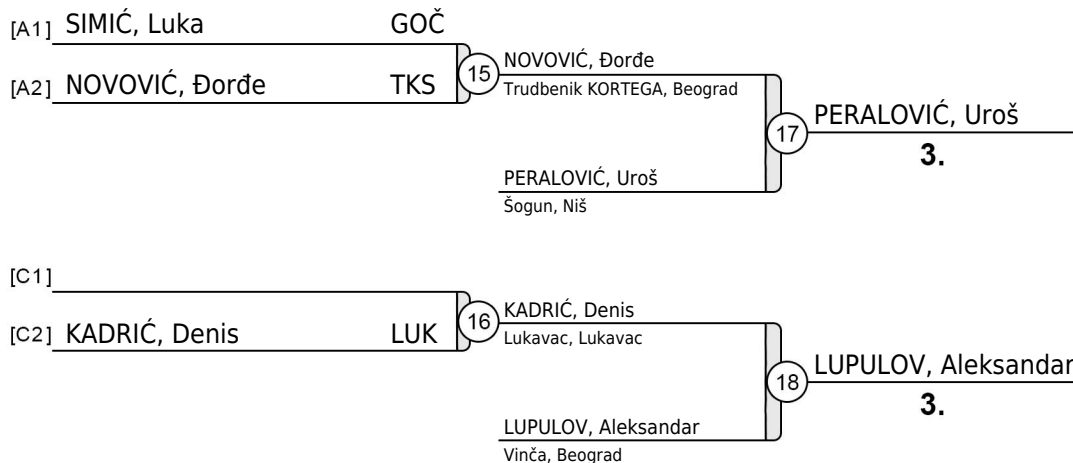 [A1] SIMIĆ, Luka GOČ
[A2] NOVOVIĆ, Đorđe TKS
15
NOVOVIĆ, Đorđe
Trudbenik KORTEGA, Beograd
PERALOVIĆ, Uroš
Šogun, Niš
17
PERALOVIĆ, Uroš
3.
[C1]
[C2] KADRIĆ, Denis LUK
16
KADRIĆ, Denis
Lukavac, Lukavac
LUPULOV, Aleksandar
Vinča, Beograd
18
LUPULOV, Aleksandar
3.